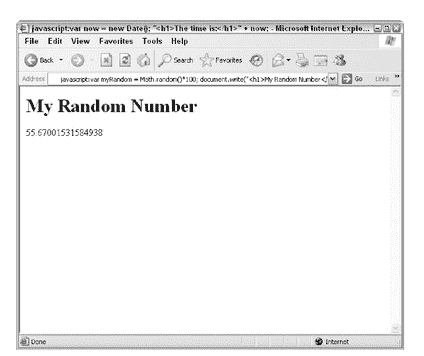 javascript:var now = new Date(); "<h1>The time is:</h1>" + now; - Microsoft Internet Explo...
File Edit View Favorites Tools Help
Back Search Favorites
Address javascript:var myRandom = Math.random()*100; document.write("<h1>My Random Number</ Go Links »
My Random Number
55.67001531584938
Done Internet